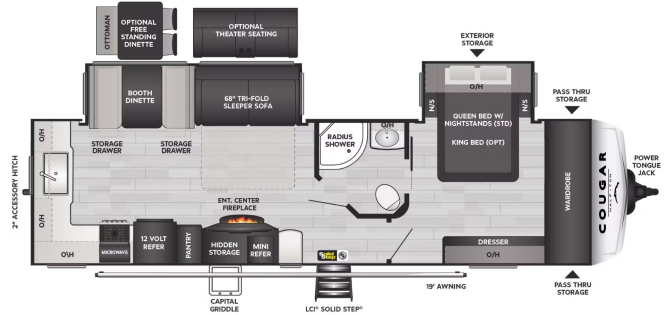 OTTOMAN
OPTIONAL
FREE
STANDING
DINETTE
OPTIONAL
THEATER SEATING
EXTERIOR
STORAGE
O/H
BOOTH
DINETTE
68" TRI-FOLD
SLEEPER SOFA
N/S
N/S
QUEEN BED W/
NIGHTSTANDS (STD)
KING BED (OPT)
PASS THRU
STORAGE
O/H
STORAGE
DRAWER
STORAGE
DRAWER
RADIUS
SHOWER
O/H
2" ACCESSORY HITCH
WARDROBE
COUGAR
HALF-TON
POWER
TONGUE
JACK
O/H
O/H
ENT. CENTER
FIREPLACE
MICROWAVE
12 VOLT
REFER
PANTRY
HIDDEN
STORAGE
MINI
REFER
DRESSER
O/H
CAPITAL
GRIDDLE
LCI® SOLID STEP®
19' AWNING
PASS THRU
STORAGE